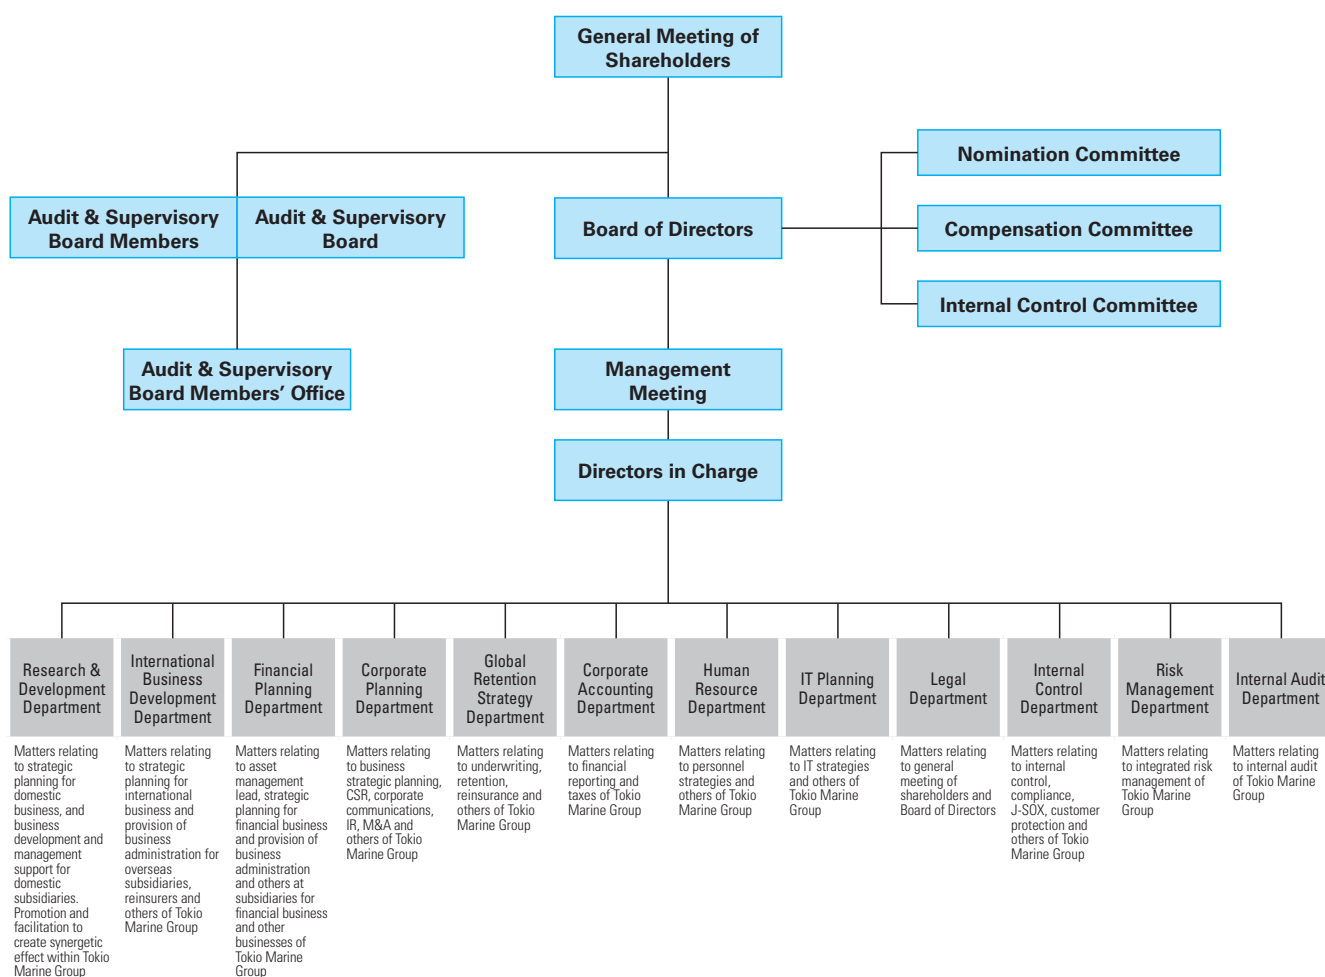 General Meeting of
Shareholders
Nomination Committee
Audit & Supervisory
Board Members
Audit & Supervisory
Board
Board of Directors
Compensation Committee
Internal Control Committee
Audit & Supervisory
Board Members’ Office
Management
Meeting
Directors in Charge
Research &
Development
Department
International
Business
Development
Department
Financial
Planning
Department
Corporate
Planning
Department
Global
Retention
Strategy
Department
Corporate
Accounting
Department
Human
Resource
Department
IT Planning
Department
Legal
Department
Internal
Control
Department
Risk
Management
Department
Internal Audit
Department
Matters relating
to strategic
planning for
domestic
business, and
business
development and
management
support for
domestic
subsidiaries.
Promotion and
facilitation to
create synergetic
effect within Tokio
Marine Group
Matters relating
to strategic
planning for
international
business and
provision of
business
administration for
overseas
subsidiaries,
reinsurers and
others of Tokio
Marine Group
Matters relating
to asset
management
lead, strategic
planning for
financial business
and provision of
business
administration
and others at
subsidiaries for
financial business
and other
businesses of
Tokio Marine
Group
Matters relating
to business
strategic planning,
CSR, corporate
communications,
IR, M&A and
others of Tokio
Marine Group
Matters relating
to underwriting,
retention,
reinsurance and
others of Tokio
Marine Group
Matters relating
to financial
reporting and
taxes of Tokio
Marine Group
Matters relating
to personnel
strategies and
others of Tokio
Marine Group
Matters relating
to IT strategies
and others of
Tokio Marine
Group
Matters relating
to general
meeting of
shareholders and
Board of Directors
Matters relating
to internal
control,
compliance,
J-SOX, customer
protection and
others of Tokio
Marine Group
Matters relating
to integrated risk
management of
Tokio Marine
Group
Matters relating
to internal audit
of Tokio Marine
Group